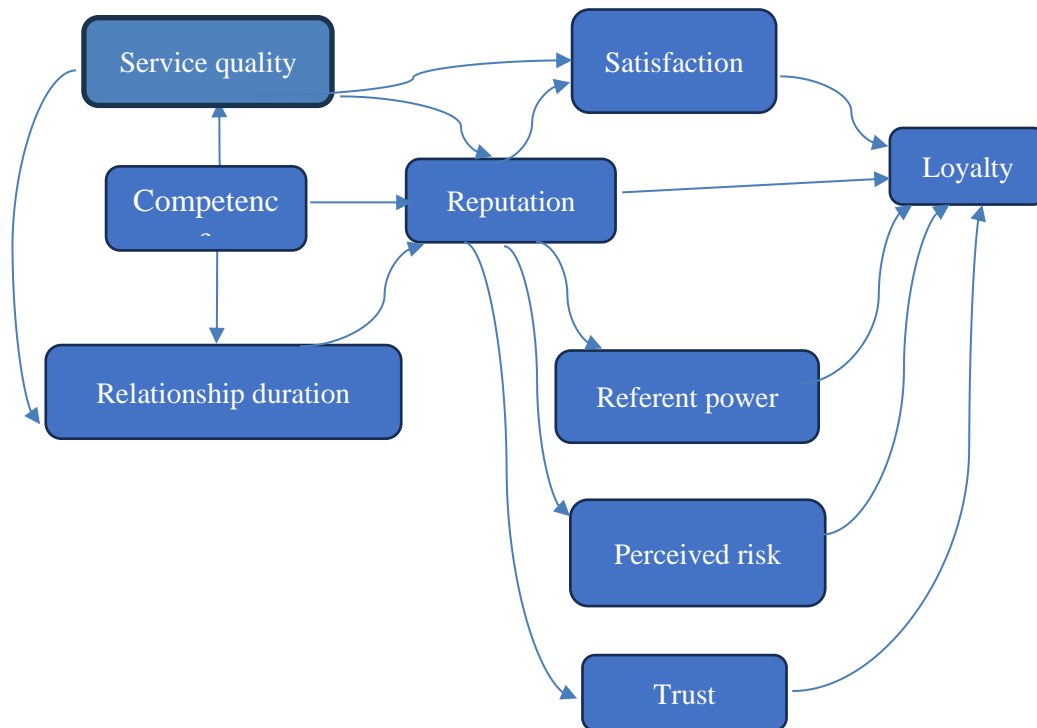 Service quality
Satisfaction
Loyalty
Competenc
Reputation
Relationship duration
Referent power
Perceived risk
Trust